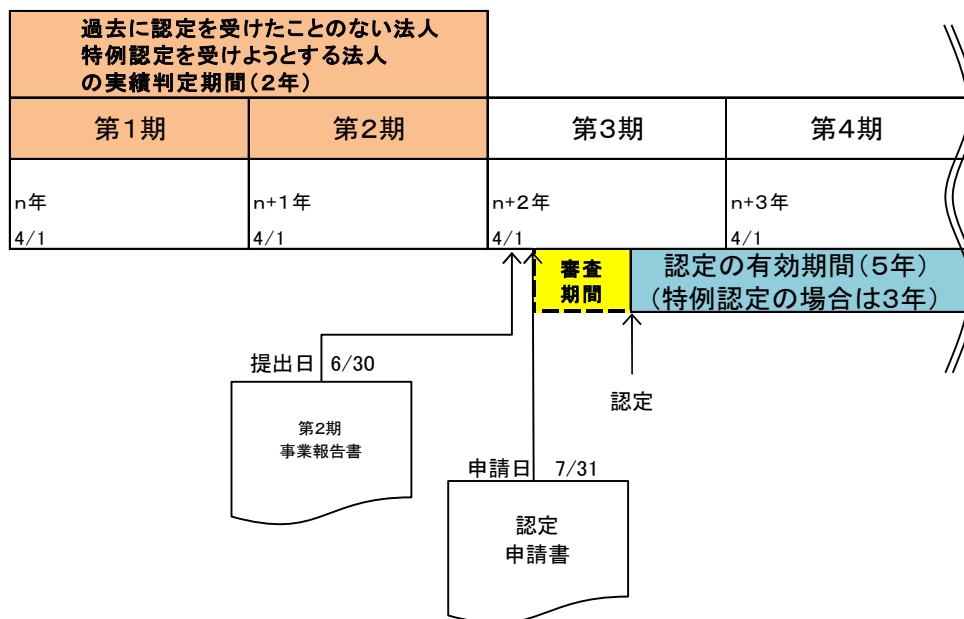 過去に認定を受けたことのない法人
特例認定を受けようとする法人
の実績判定期間(２年)
第１期
第２期
第３期
第４期
n年
4/1
n+1年
4/1
n+2年
4/1
n+3年
4/1
審査
期間
認定の有効期間(５年)
(特例認定の場合は３年)
提出日 6/30
認定
第2期
事業報告書
申請日 7/31
認定
申請書